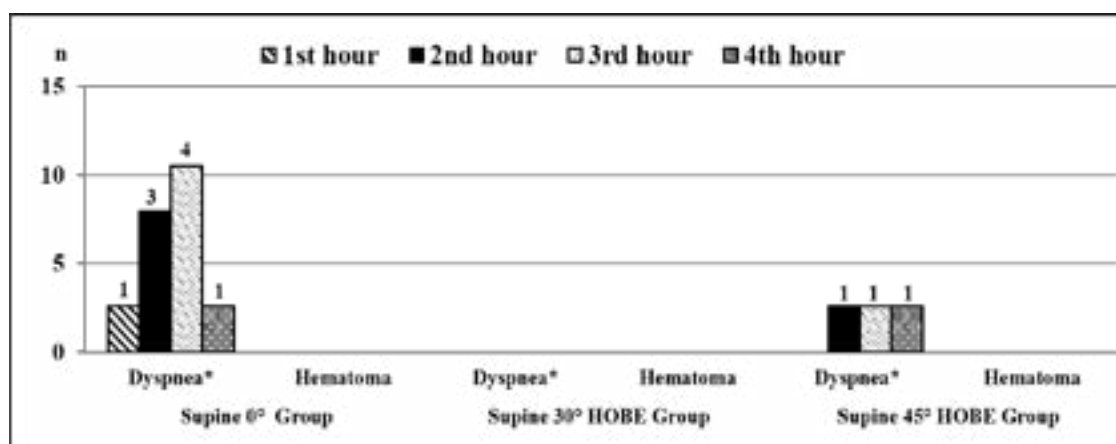 n
1st hour 2nd hour 3rd hour 4th hour
15
10
5
0
1 3 4 1
1 1 1
Dyspnea* Hematoma Dyspnea* Hematoma Dyspnea* Hematoma
Supine 0° Group Supine 30° HOBE Group Supine 45° HOBE Group